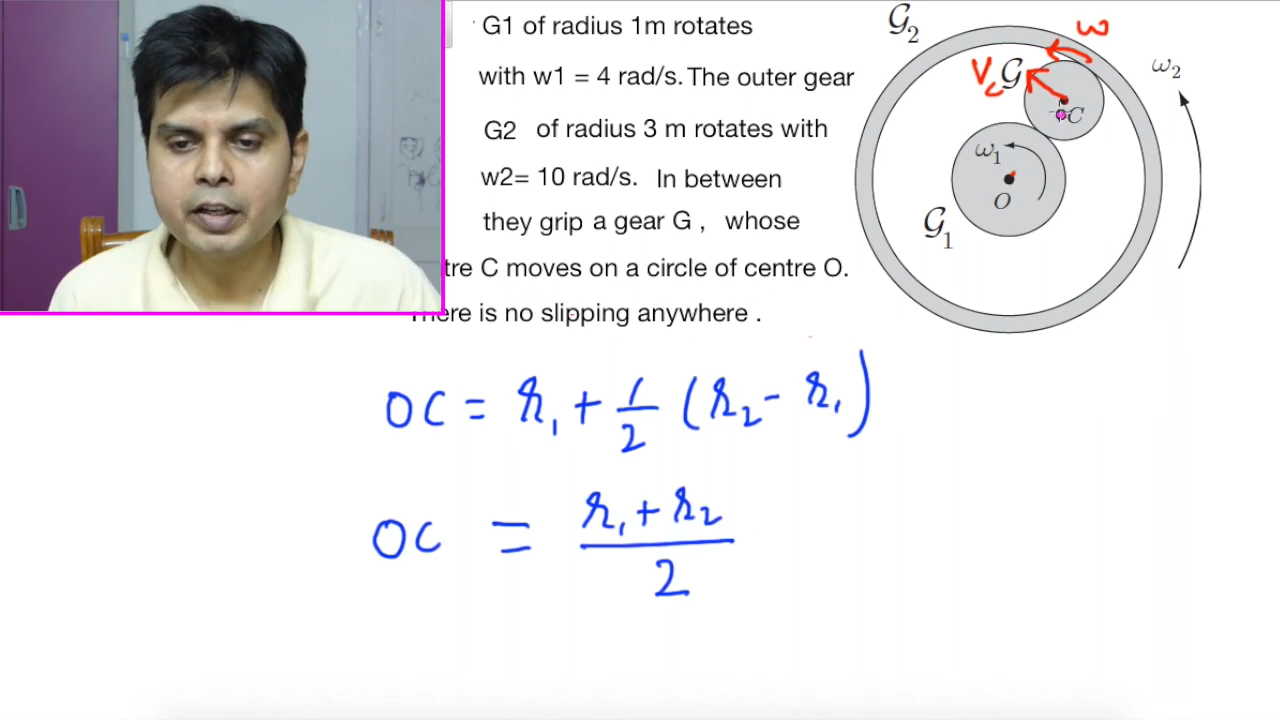 G1 of radius 1m rotates
with w1 = 4 rad/s. The outer gear
G2 of radius 3 m rotates with
w2= 10 rad/s. In between
they grip a gear G , whose
tre C moves on a circle of centre O.
here is no slipping anywhere .
G2
ω
Vc G
ω2
C
ω1
O
G1
OC = r1 + 1/2 (r2 - r1)
OC = r1 + r2 / 2